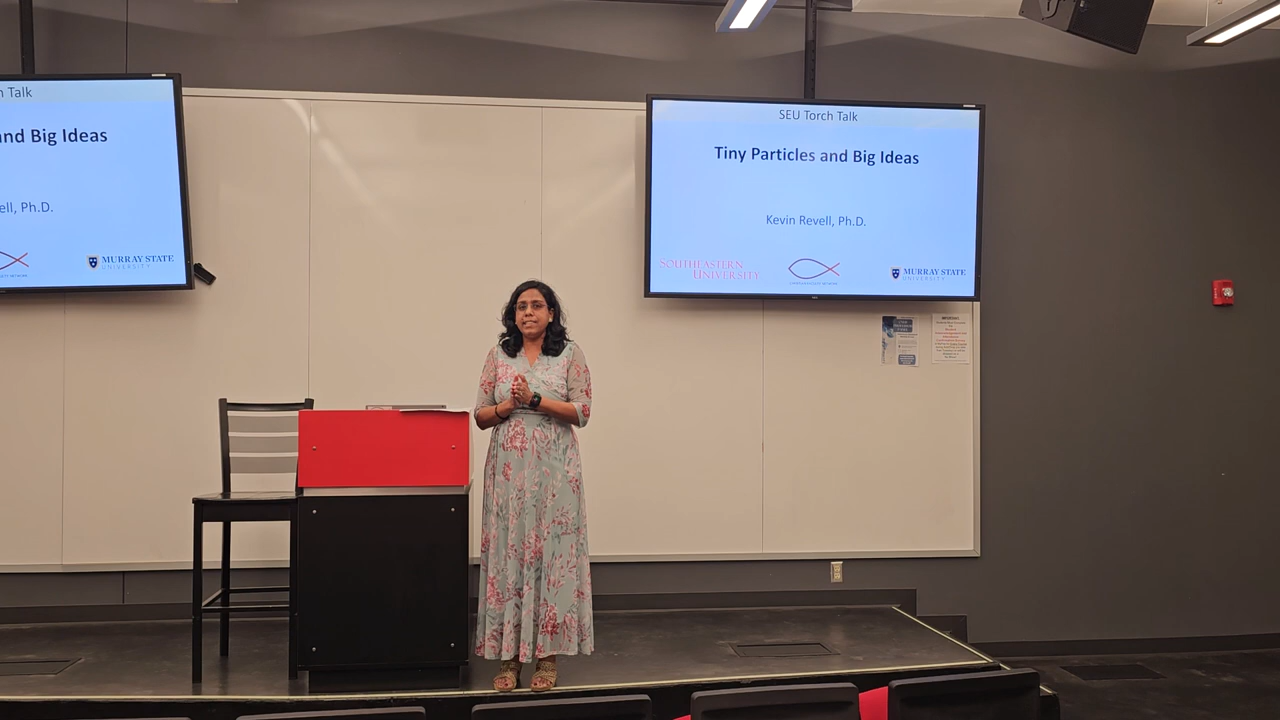 n Talk
and Big Ideas
ell, Ph.D.
MURRAY STATE
UNIVERSITY
SEU Torch Talk
Tiny Particles and Big Ideas
Kevin Revell, Ph.D.
SOUTHEASTERN
UNIVERSITY
MURRAY STATE
UNIVERSITY